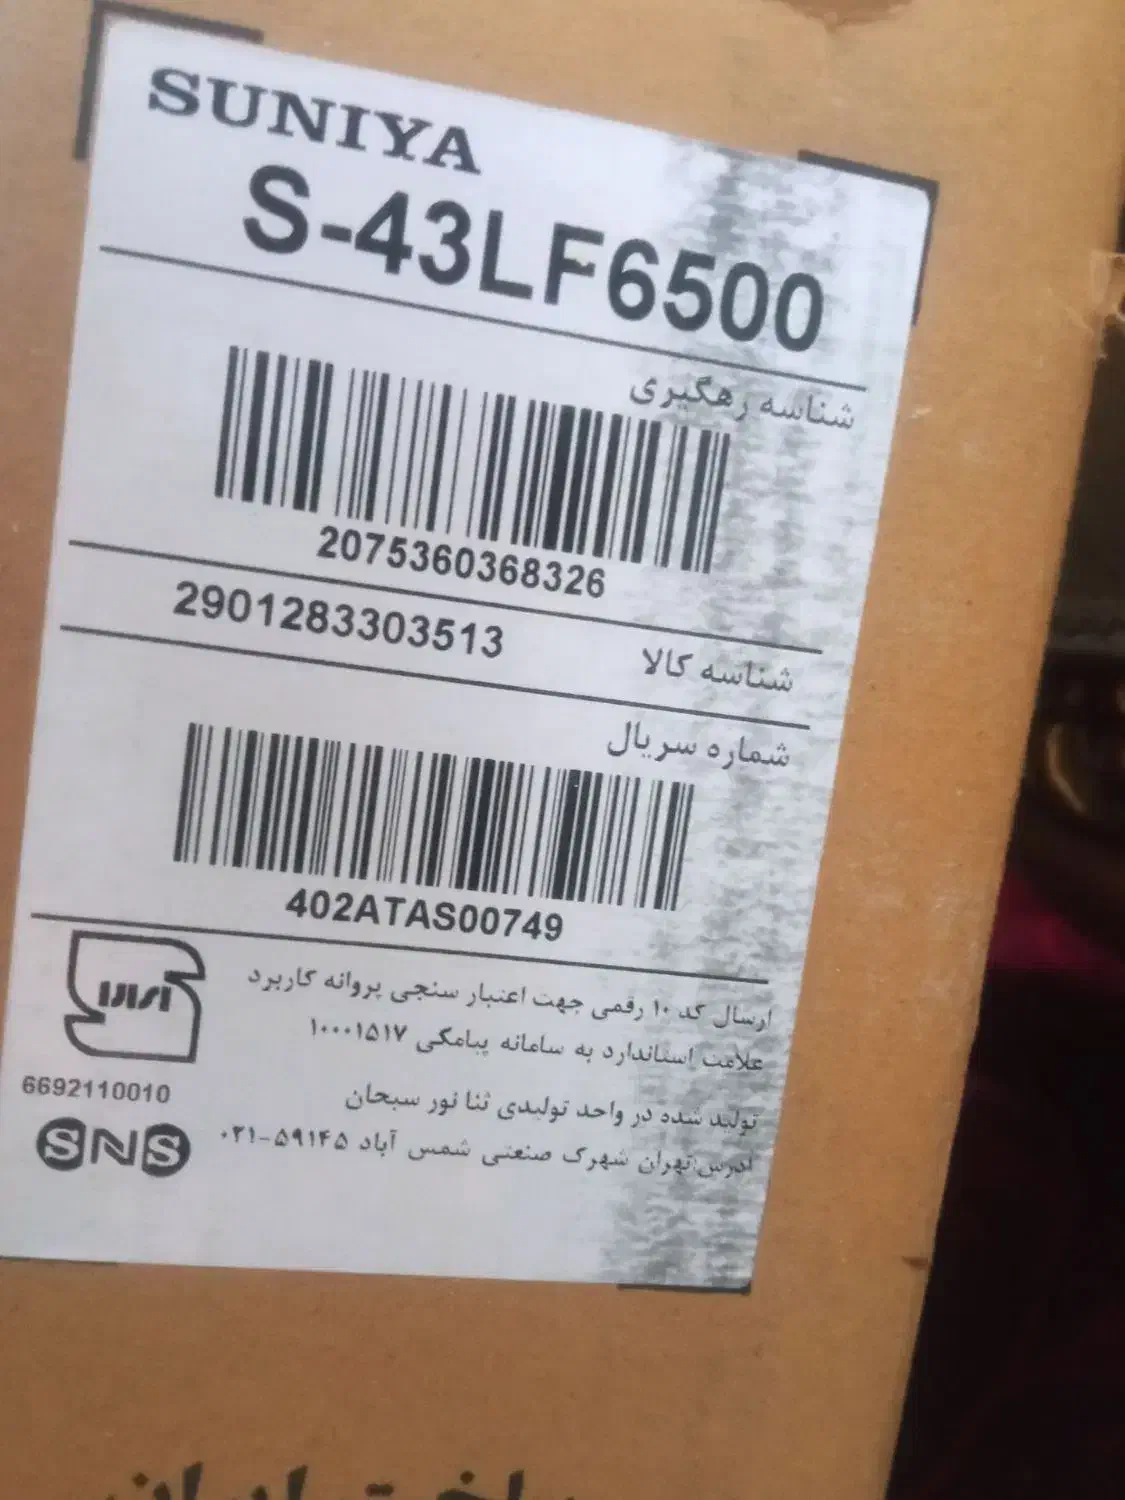 SUNIYA
S-43LF6500
شناسه رهگیری
2075360368326
شناسه کالا 2901283303513
شماره سریال
402ATAS00749
ارسال کد ۱۰ رقمی جهت اعتبار سنجی پروانه کاربرد
علامت استاندارد به سامانه پیامکی ۱۰۰۰۱۵۱۷
6692110010
تولید شده در واحد تولیدی ثنا نور سبحان
آدرس:تهران شهرک صنعتی شمس آباد ۵۹۱۴۵-۰۲۱
SNS
ساخت ایران